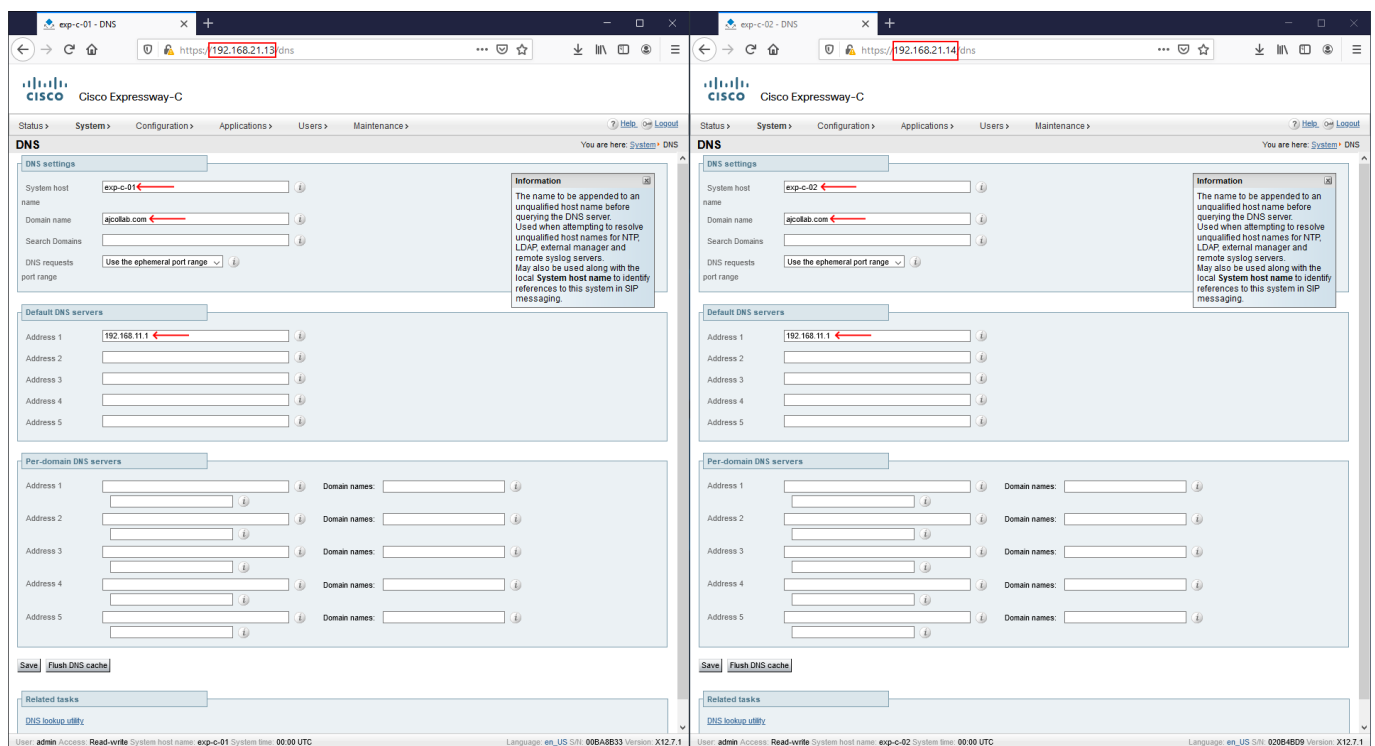 exp-c-01 - DNS
https://192.168.21.13/dns
CISCO Cisco Expressway-C
Status > System > Configuration > Applications > Users > Maintenance > Help Logout
DNS You are here: System DNS
DNS settings
System host name exp-c-01
Domain name ajcollab.com
Search Domains
DNS requests port range Use the ephemeral port range
Information
The name to be appended to an
unqualified host name before
querying the DNS server.
Used when attempting to resolve
unqualified host names for NTP,
LDAP, external manager and
remote syslog servers.
May also be used along with the
local System host name to identify
references to this system in SIP
messaging.
Default DNS servers
Address 1 192.168.11.1
Address 2
Address 3
Address 4
Address 5
Per-domain DNS servers
Address 1 Domain names:
Address 2 Domain names:
Address 3 Domain names:
Address 4 Domain names:
Address 5 Domain names:
Save Flush DNS cache
Related tasks
DNS lookup utility
User: admin Access: Read-write System host name: exp-c-01 System time: 00:00 UTC Language: en_US S/N: 00BA8B33 Version: X12.7.1
exp-c-02 - DNS
https://192.168.21.14/dns
CISCO Cisco Expressway-C
Status > System > Configuration > Applications > Users > Maintenance > Help Logout
DNS You are here: System DNS
DNS settings
System host name exp-c-02
Domain name ajcollab.com
Search Domains
DNS requests port range Use the ephemeral port range
Information
The name to be appended to an
unqualified host name before
querying the DNS server.
Used when attempting to resolve
unqualified host names for NTP,
LDAP, external manager and
remote syslog servers.
May also be used along with the
local System host name to identify
references to this system in SIP
messaging.
Default DNS servers
Address 1 192.168.11.1
Address 2
Address 3
Address 4
Address 5
Per-domain DNS servers
Address 1 Domain names:
Address 2 Domain names:
Address 3 Domain names:
Address 4 Domain names:
Address 5 Domain names:
Save Flush DNS cache
Related tasks
DNS lookup utility
User: admin Access: Read-write System host name: exp-c-02 System time: 00:00 UTC Language: en_US S/N: 020B4BD9 Version: X12.7.1